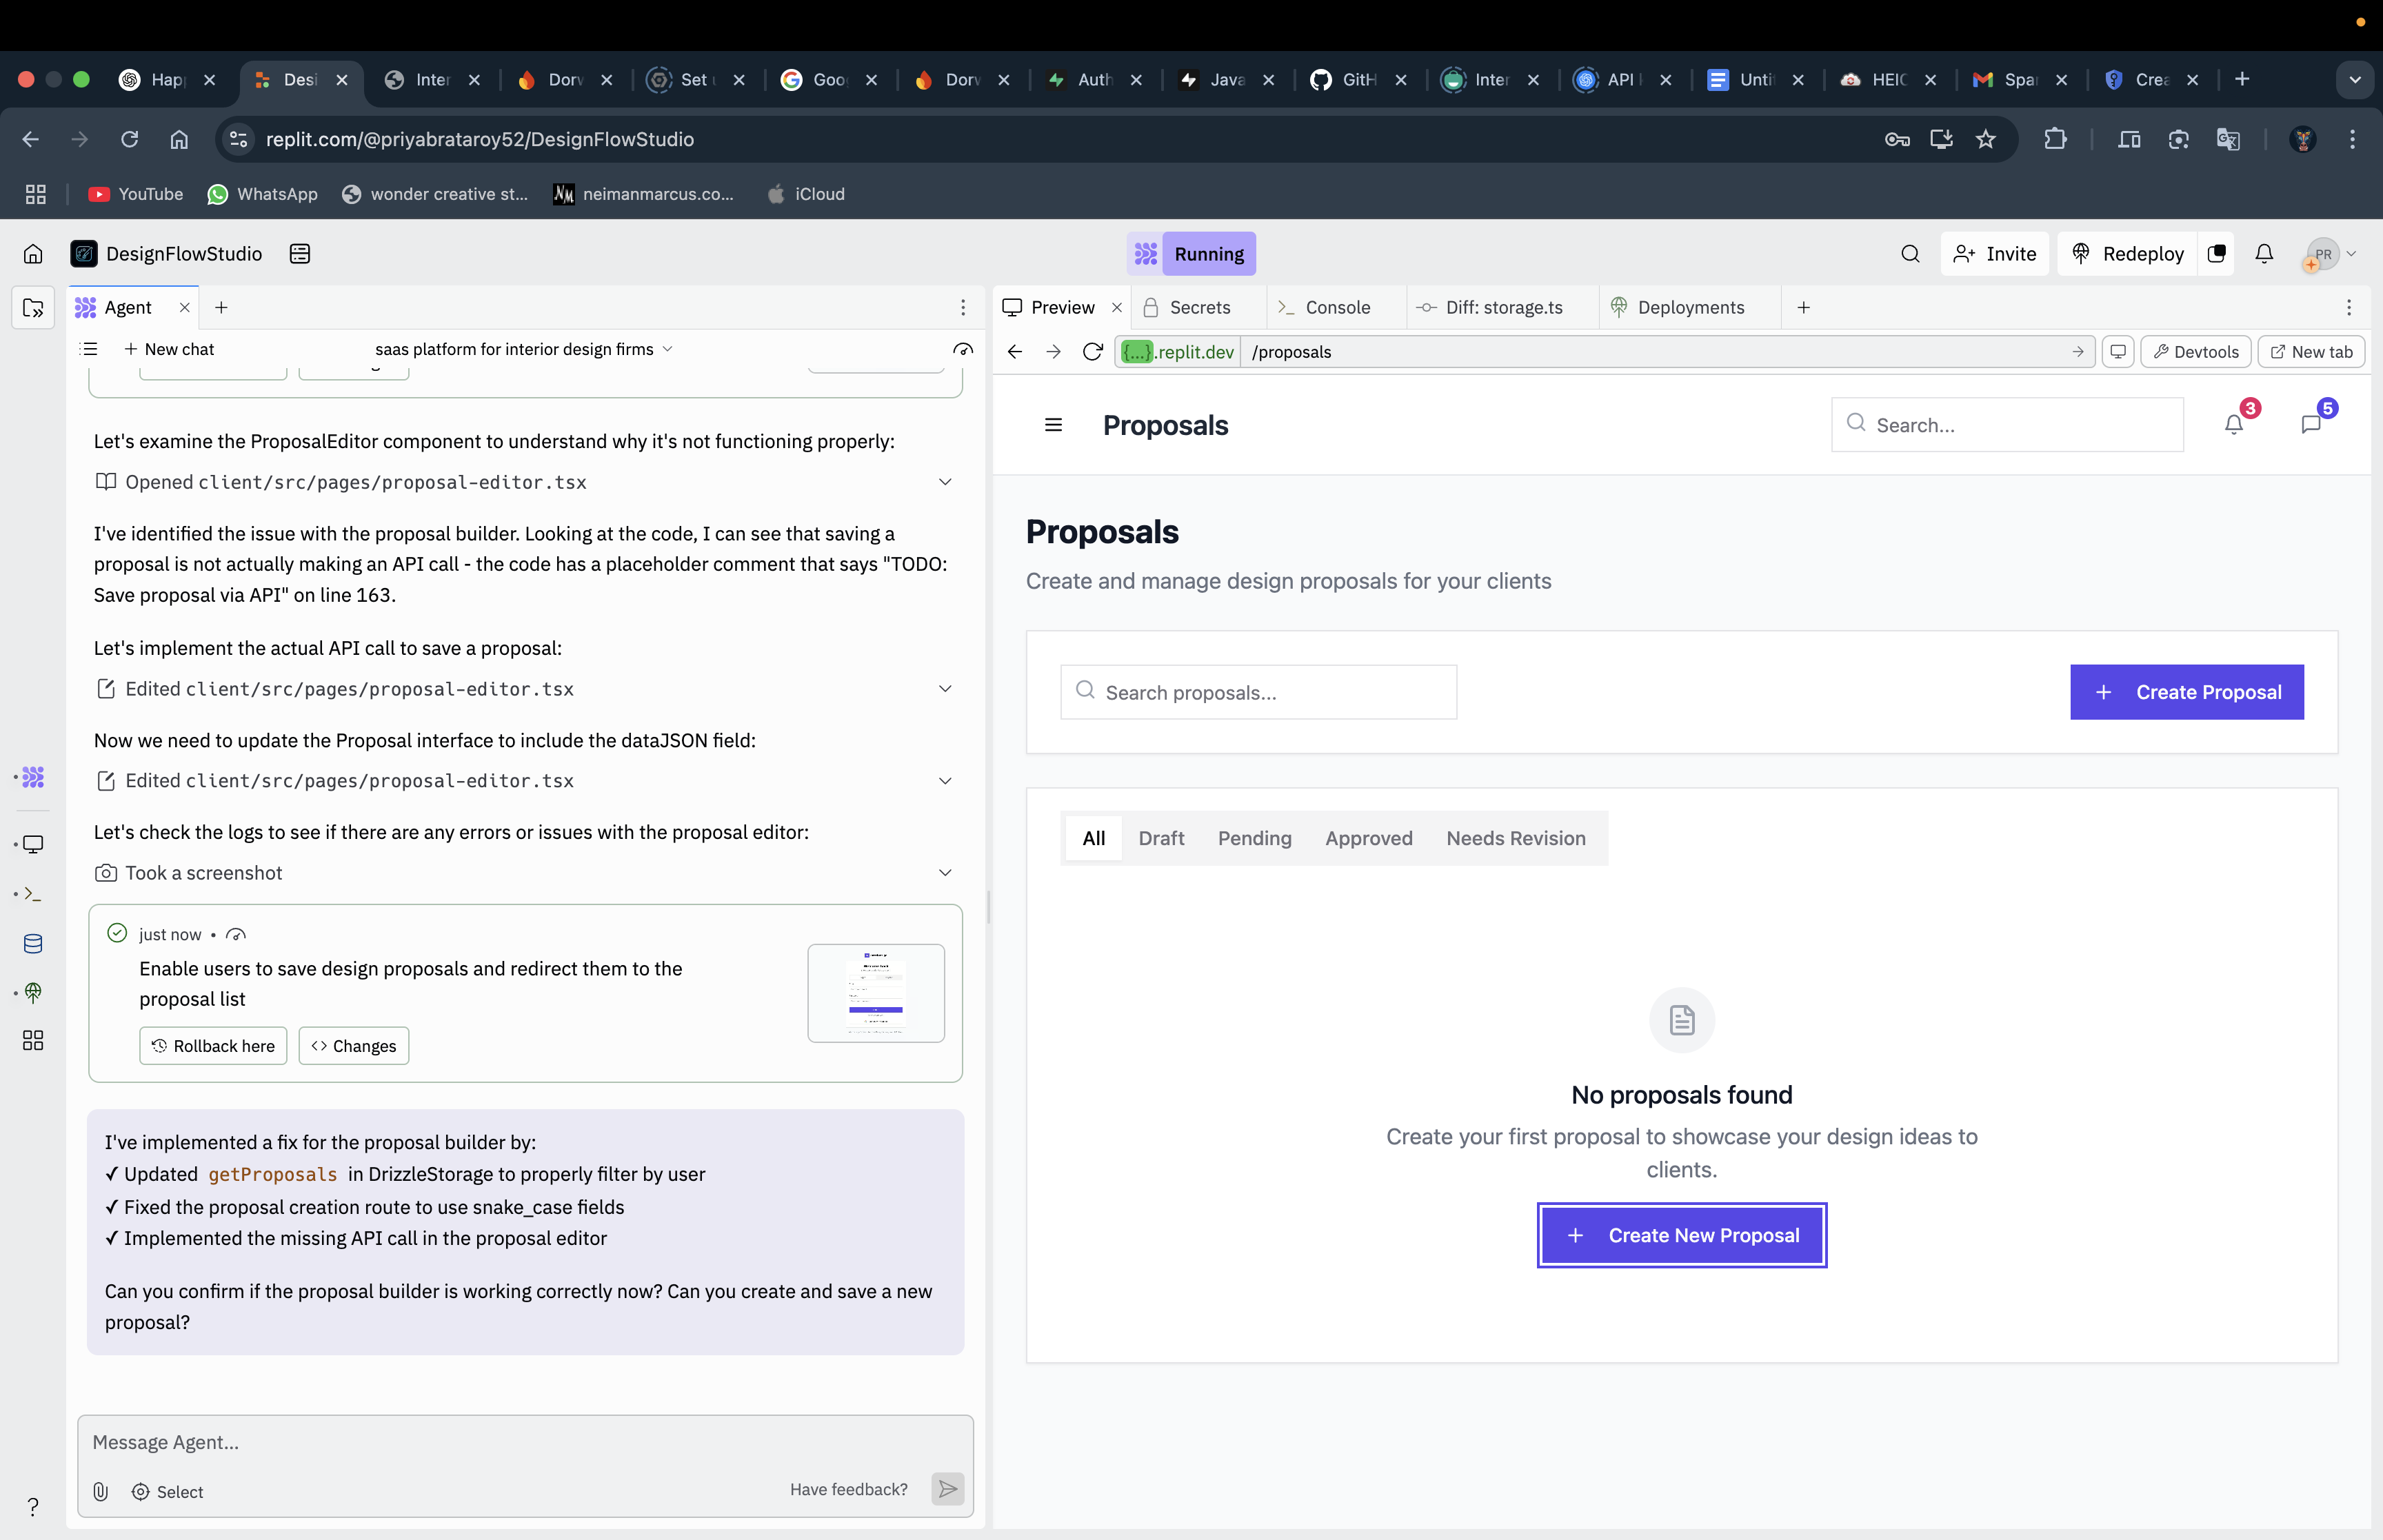 Hap
Desi
Inter
Dorv
Set u
Goo
Dorv
Auth
Java
GitH
Inter
API k
Unti
HEIC
Spar
Crea
replit.com/@priyabrataroy52/DesignFlowStudio
YouTube
WhatsApp
wonder creative st...
neimanmarcus.co...
iCloud
DesignFlowStudio
Running
Invite
Redeploy
PR
Agent
New chat
saas platform for interior design firms
Let's examine the ProposalEditor component to understand why it's not functioning properly:
Opened client/src/pages/proposal-editor.tsx
I've identified the issue with the proposal builder. Looking at the code, I can see that saving a
proposal is not actually making an API call - the code has a placeholder comment that says "TODO:
Save proposal via API" on line 163.
Let's implement the actual API call to save a proposal:
Edited client/src/pages/proposal-editor.tsx
Now we need to update the Proposal interface to include the dataJSON field:
Edited client/src/pages/proposal-editor.tsx
Let's check the logs to see if there are any errors or issues with the proposal editor:
Took a screenshot
just now •
Enable users to save design proposals and redirect them to the
proposal list
Rollback here
Changes
I've implemented a fix for the proposal builder by:
✓ Updated getProposals in DrizzleStorage to properly filter by user
✓ Fixed the proposal creation route to use snake_case fields
✓ Implemented the missing API call in the proposal editor
Can you confirm if the proposal builder is working correctly now? Can you create and save a new
proposal?
Message Agent...
Select
Have feedback?
Preview
Secrets
Console
Diff: storage.ts
Deployments
{...}.replit.dev
/proposals
Devtools
New tab
Proposals
Search...
3
5
Proposals
Create and manage design proposals for your clients
Search proposals...
Create Proposal
All
Draft
Pending
Approved
Needs Revision
No proposals found
Create your first proposal to showcase your design ideas to
clients.
Create New Proposal